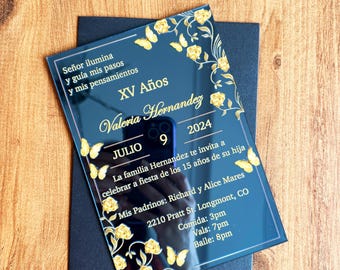 Señor ilumina
y guía mis pasos
y mis pensamientos
XV Años
Valeria Hernandez
JULIO 9 2024
La familia Hernandez te invita a
celebrar a fiesta de los 15 años de su hija
Mis Padrinos: Richard y Alice Mares
2210 Pratt St. Longmont, CO
Comida: 3pm
Vals: 7pm
Baile: 8pm